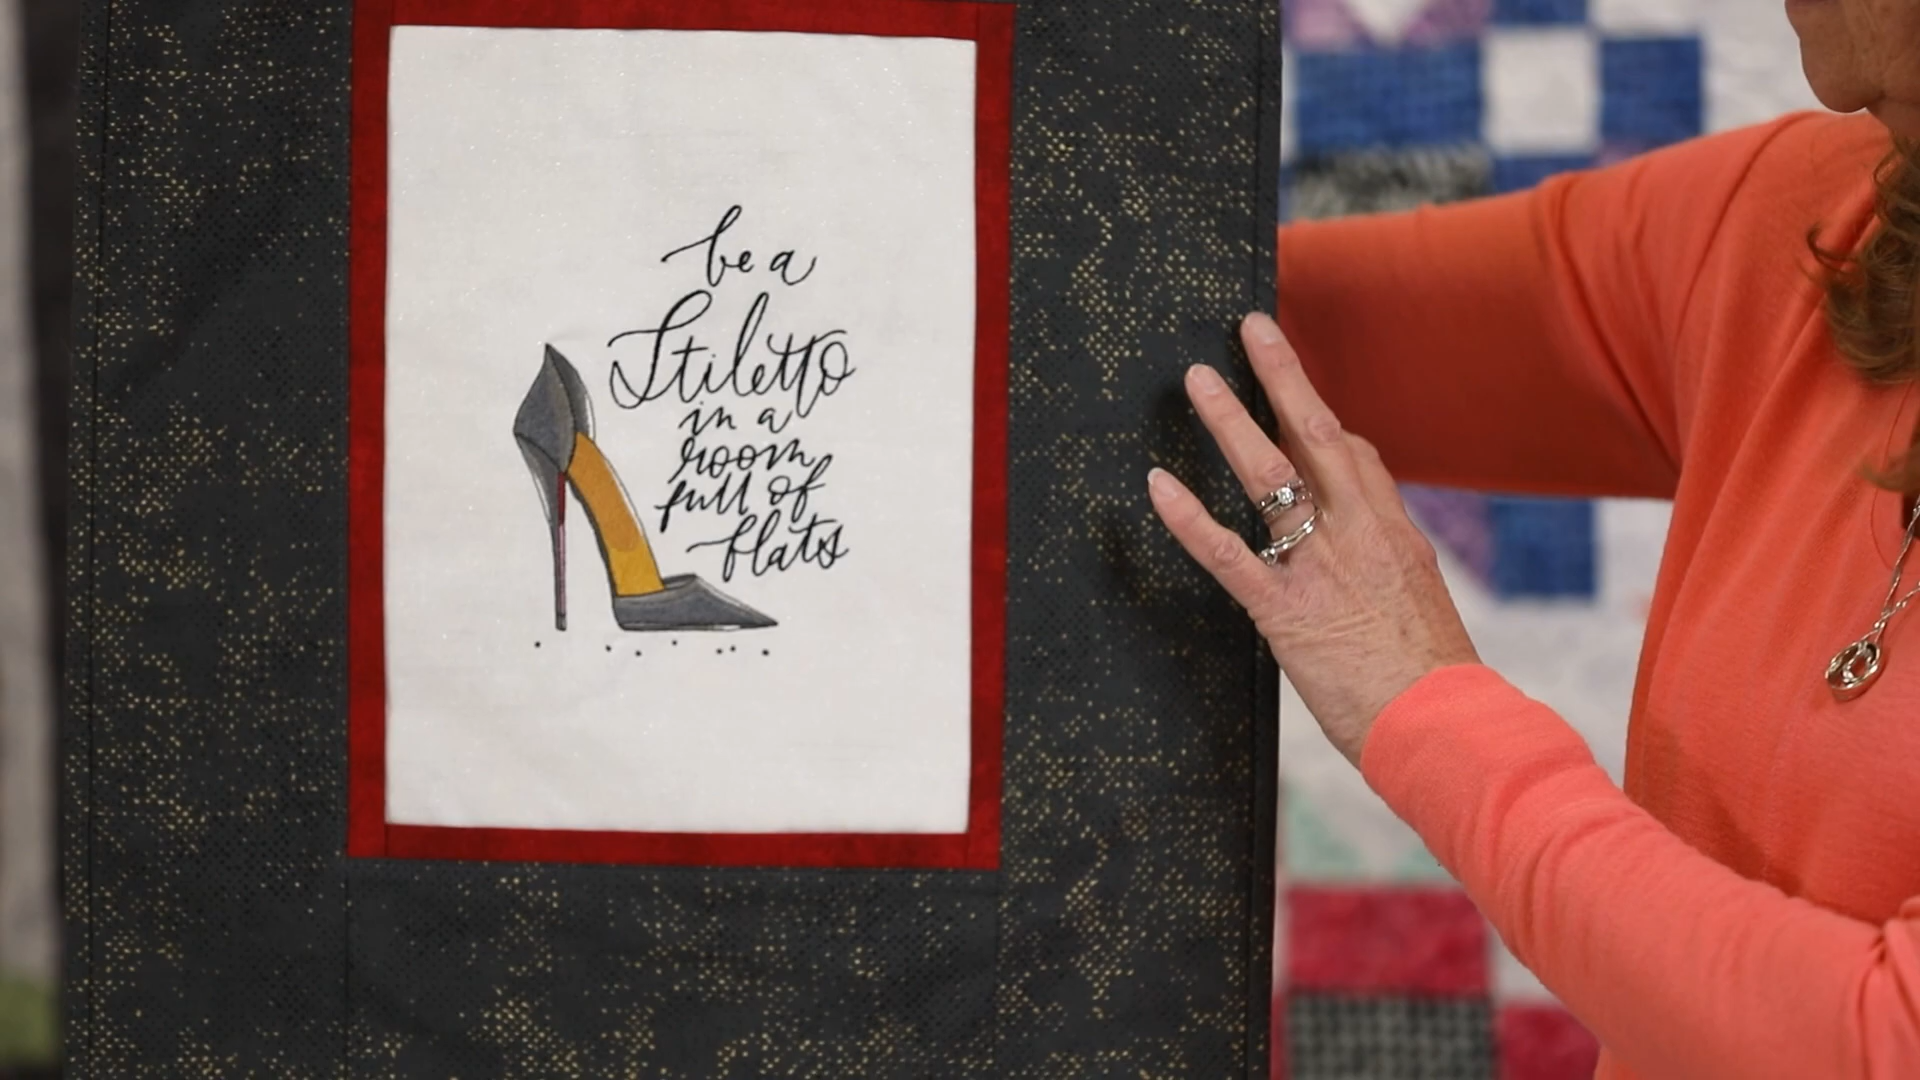 be a
Stiletto
in a
room
full of
flats